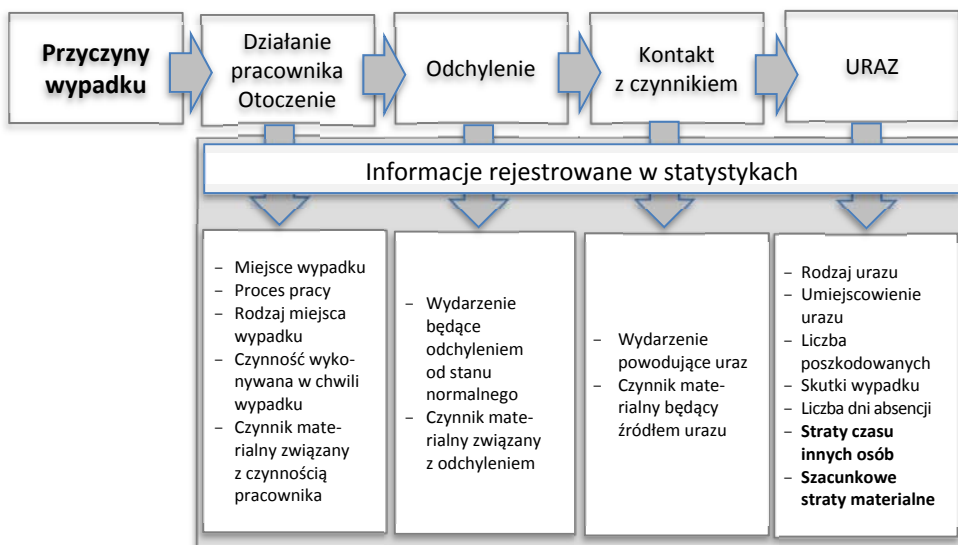 Przyczyny
wypadku
Działanie
pracownika
Otoczenie
Odchylenie
Kontakt
z czynnikiem
URAZ
Informacje rejestrowane w statystykach
– Miejsce wypadku
– Proces pracy
– Rodzaj miejsca
wypadku
– Czynność wyko-
nywana w chwili
wypadku
– Czynnik mate-
rialny związany
z czynnością
pracownika
– Wydarzenie
będące
odchyleniem
od stanu
normalnego
– Czynnik mate-
rialny związany
z odchyleniem
– Wydarzenie
powodujące uraz
– Czynnik mate-
rialny będący
źródłem urazu
– Rodzaj urazu
– Umiejscowienie
urazu
– Liczba
poszkodowanych
– Skutki wypadku
– Liczba dni absencji
– Straty czasu
innych osób
– Szacunkowe
straty materialne